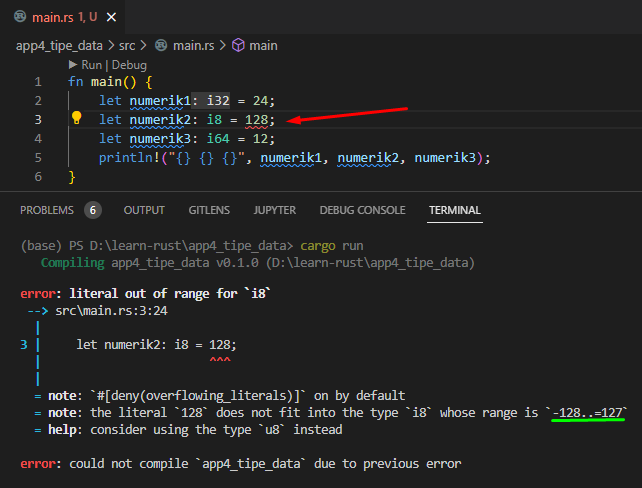 main.rs 1, U
app4_tipe_data > src > main.rs > main
Run | Debug
1 fn main() {
2 let numerik1: i32 = 24;
3 let numerik2: i8 = 128;
4 let numerik3: i64 = 12;
5 println!("{} {} {}", numerik1, numerik2, numerik3);
6 }
PROBLEMS 6 OUTPUT GITLENS JUPYTER DEBUG CONSOLE TERMINAL
(base) PS D:\learn-rust\app4_tipe_data> cargo run
Compiling app4_tipe_data v0.1.0 (D:\learn-rust\app4_tipe_data)
error: literal out of range for `i8`
--> src\main.rs:3:24
|
3 | let numerik2: i8 = 128;
| ^^^
|
= note: `#[deny(overflowing_literals)]` on by default
= note: the literal `128` does not fit into the type `i8` whose range is `-128..=127`
= help: consider using the type `u8` instead
error: could not compile `app4_tipe_data` due to previous error